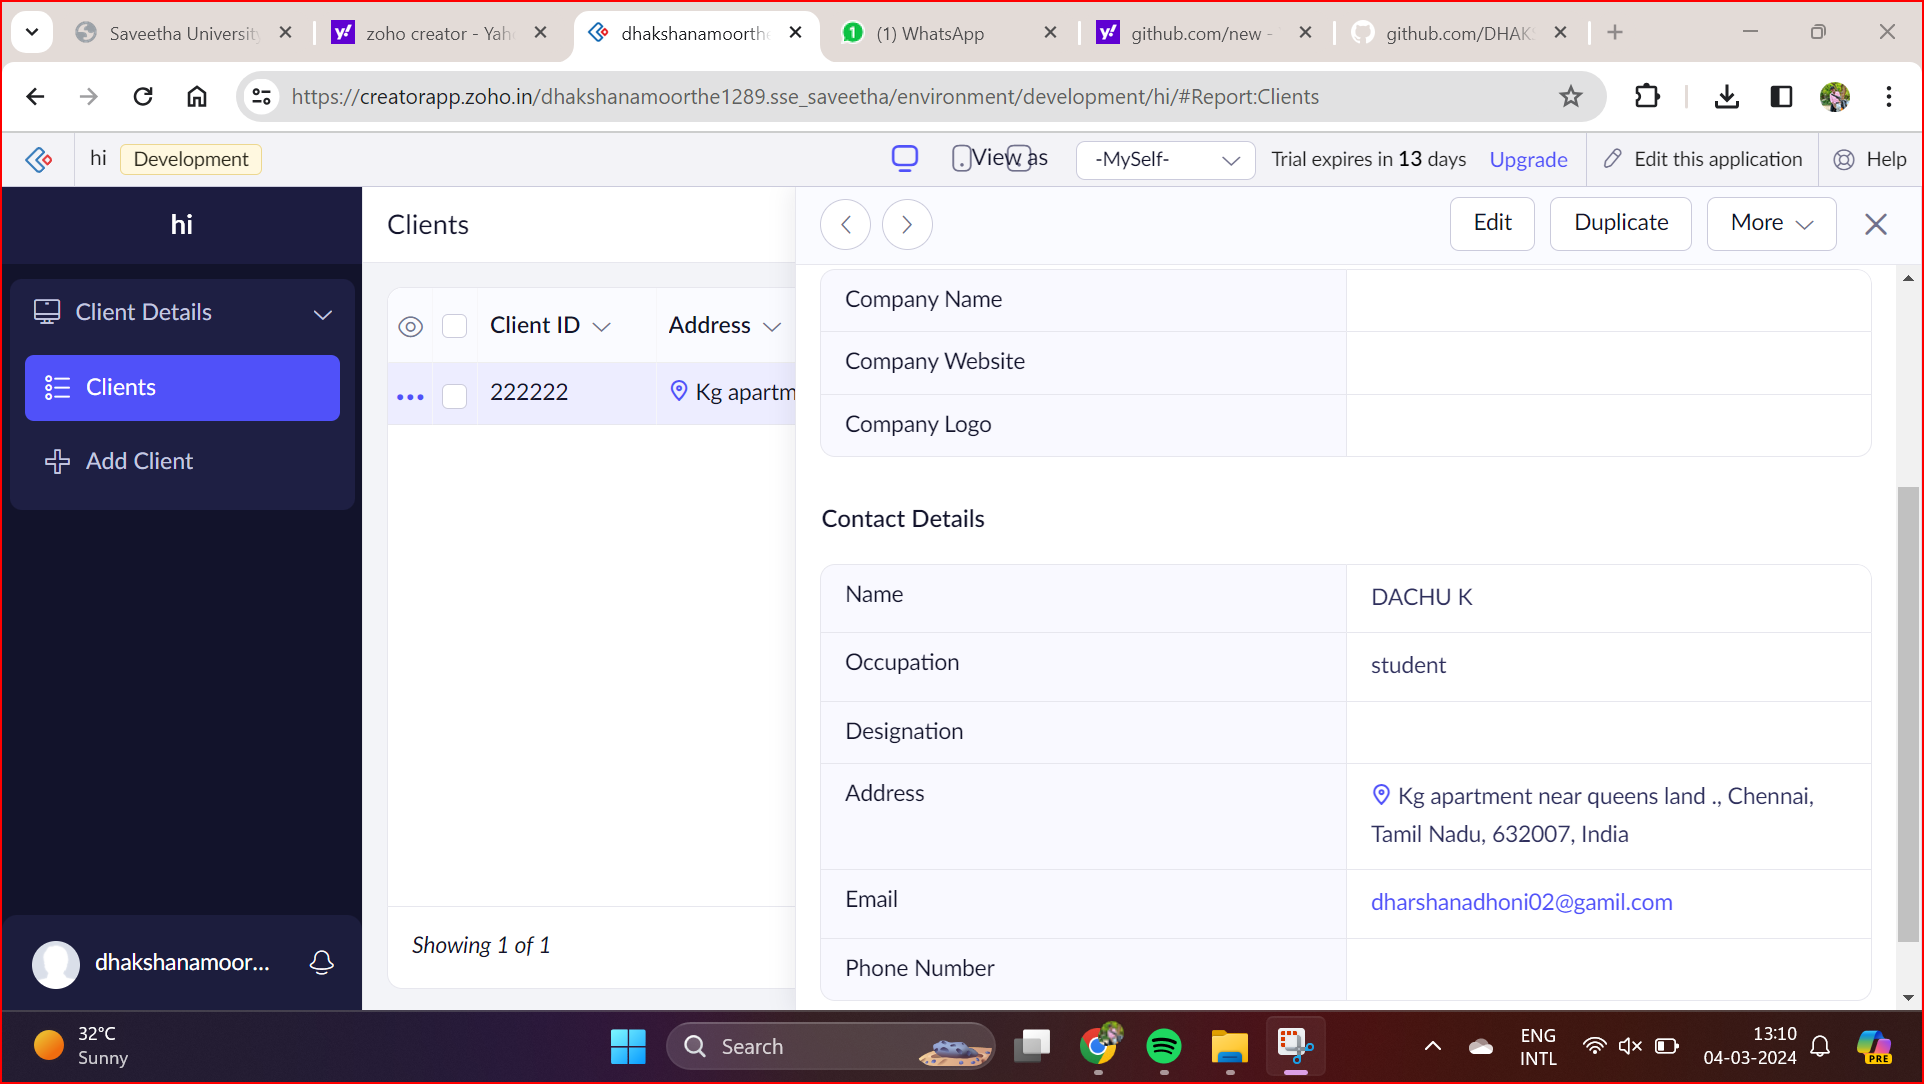 Saveetha University
zoho creator - Yah
dhakshanamoorthe
(1) WhatsApp
github.com/new -
github.com/DHAKS
https://creatorapp.zoho.in/dhakshanamoorthe1289.sse_saveetha/environment/development/hi/#Report:Clients
hi
Development
View as
-MySelf-
Trial expires in 13 days
Upgrade
Edit this application
Help
hi
Client Details
Clients
Add Client
dhakshanamoor...
Clients
Client ID
Address
222222
Kg apartm
Showing 1 of 1
Edit
Duplicate
More
Company Name
Company Website
Company Logo
Contact Details
Name
DACHU K
Occupation
student
Designation
Address
Kg apartment near queens land ., Chennai,
Tamil Nadu, 632007, India
Email
dharshanadhoni02@gamil.com
Phone Number
32°C
Sunny
Search
ENG
INTL
13:10
04-03-2024
PRE